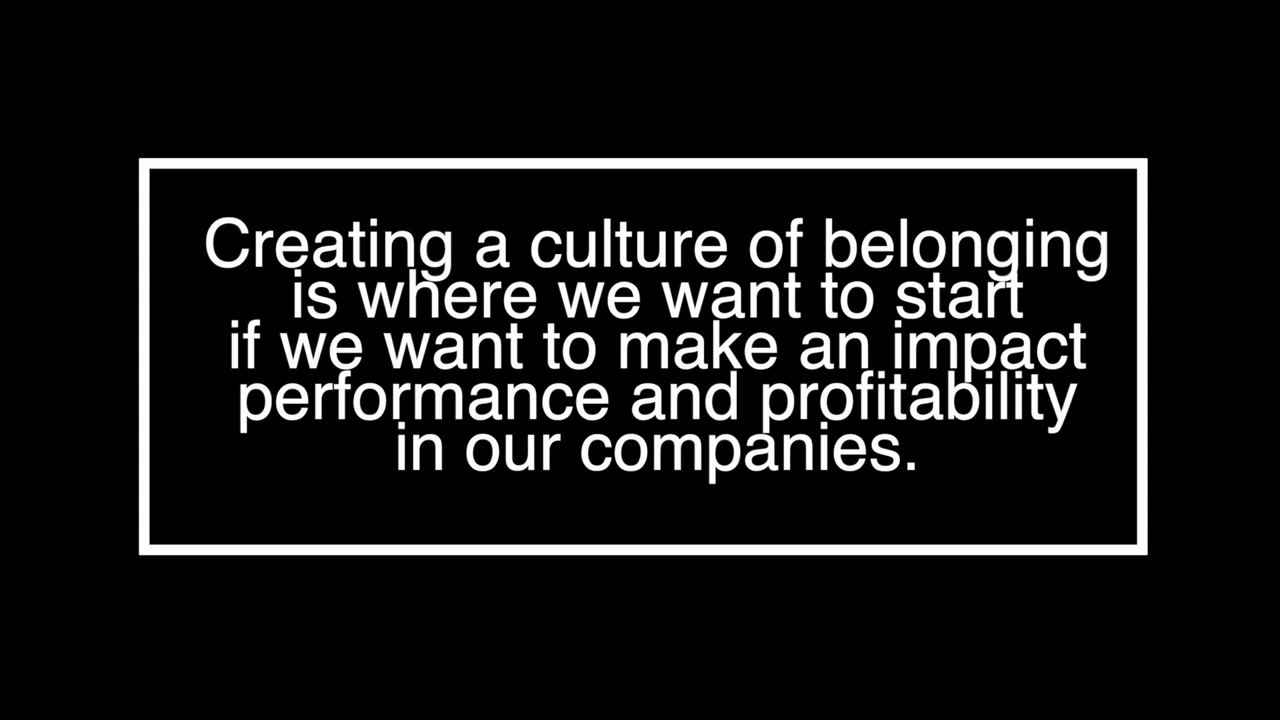 Creating a culture of belonging
is where we want to start
if we want to make an impact
performance and profitability
in our companies.